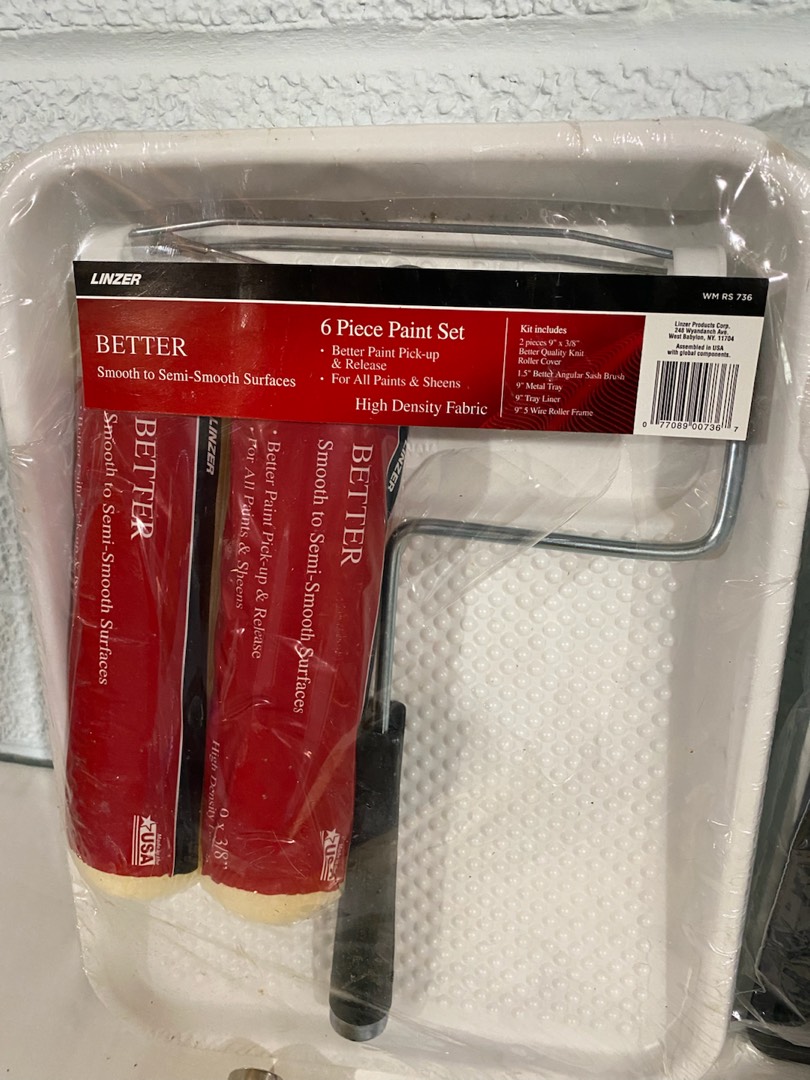 LINZER
WM RS 736
BETTER
Smooth to Semi-Smooth Surfaces
6 Piece Paint Set
• Better Paint Pick-up
& Release
• For All Paints & Sheens
High Density Fabric
Kit includes
2 pieces 9" x 3/8"
Better Quality Knit
Roller Cover
1.5" Better Angular Sash Brush
9" Metal Tray
9" Tray Liner
9" 5 Wire Roller Frame
Linzer Products Corp.
248 Wyandanch Ave.
West Babylon, NY. 11704
Assembled in USA
with global components.
0 77089 00736 7
BETTER
Smooth to Semi-Smooth Surfaces
LINZER
USA
BETTER
Smooth to Semi-Smooth Surfaces
• Better Paint Pick-up & Release
For All Paints & Sheens
High Density
9 x 3/8"
LINZER
USA